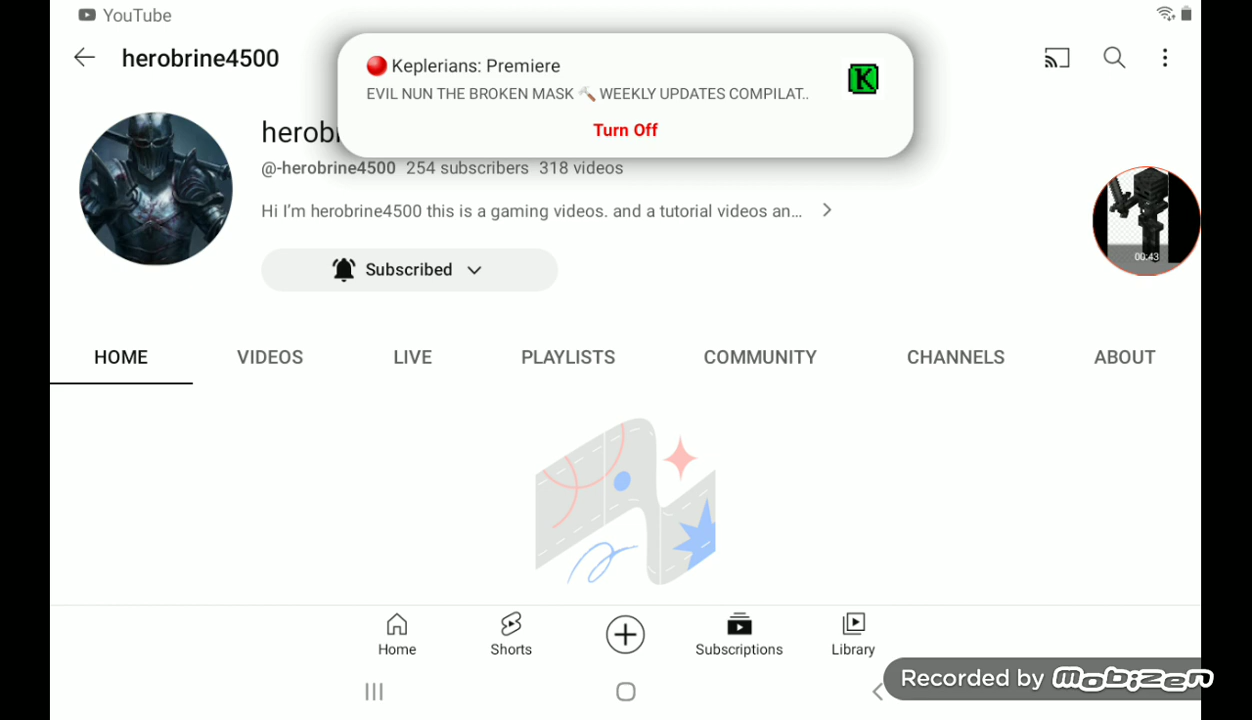 YouTube
herobrine4500
Keplerians: Premiere
EVIL NUN THE BROKEN MASK 🔨 WEEKLY UPDATES COMPILAT..
Turn Off
K
herobr
@-herobrine4500 254 subscribers 318 videos
Hi I'm herobrine4500 this is a gaming videos. and a tutorial videos an...
00:43
Subscribed
HOME
VIDEOS
LIVE
PLAYLISTS
COMMUNITY
CHANNELS
ABOUT
Home
Shorts
Subscriptions
Library
Recorded by Mobizen